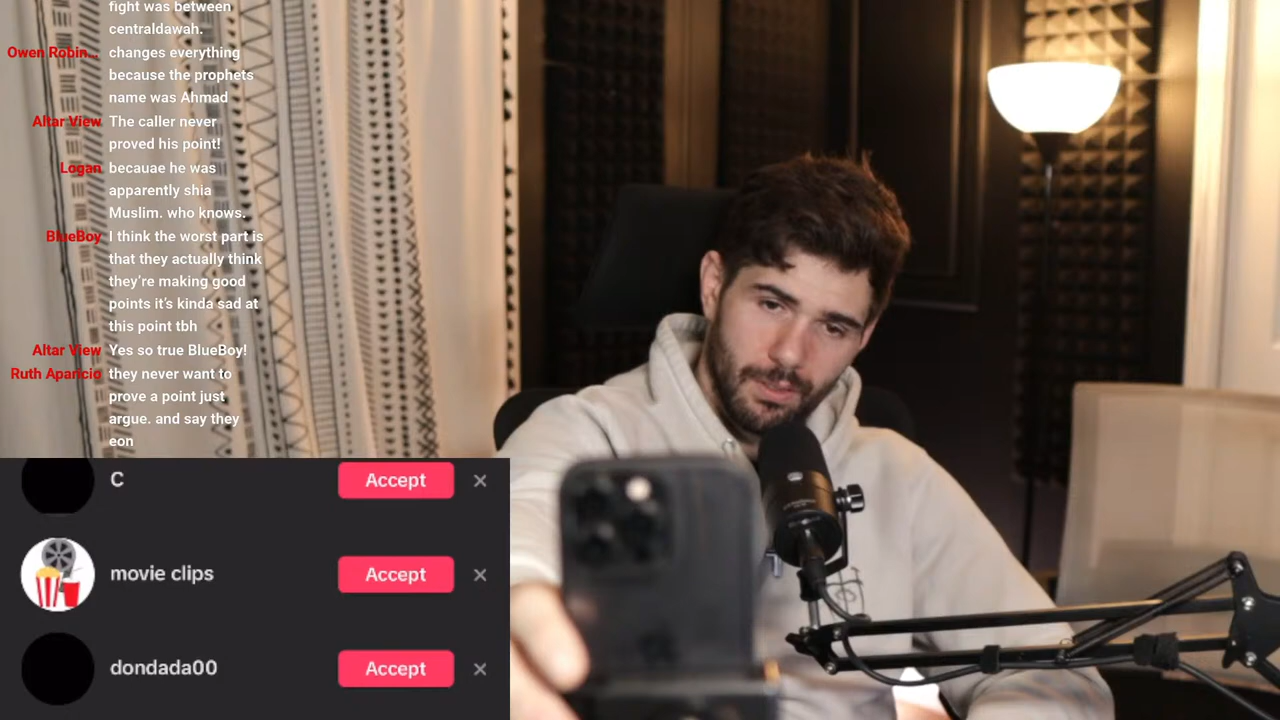 fight was between
centraldawah.
Owen Robin... changes everything
because the prophets
name was Ahmad
Altar View The caller never
proved his point!
Logan becauae he was
apparently shia
Muslim. who knows.
BlueBoy I think the worst part is
that they actually think
they're making good
points it's kinda sad at
this point tbh
Altar View Yes so true BlueBoy!
Ruth Aparicio they never want to
prove a point just
argue. and say they
eon
C Accept ×
movie clips Accept ×
dondada00 Accept ×